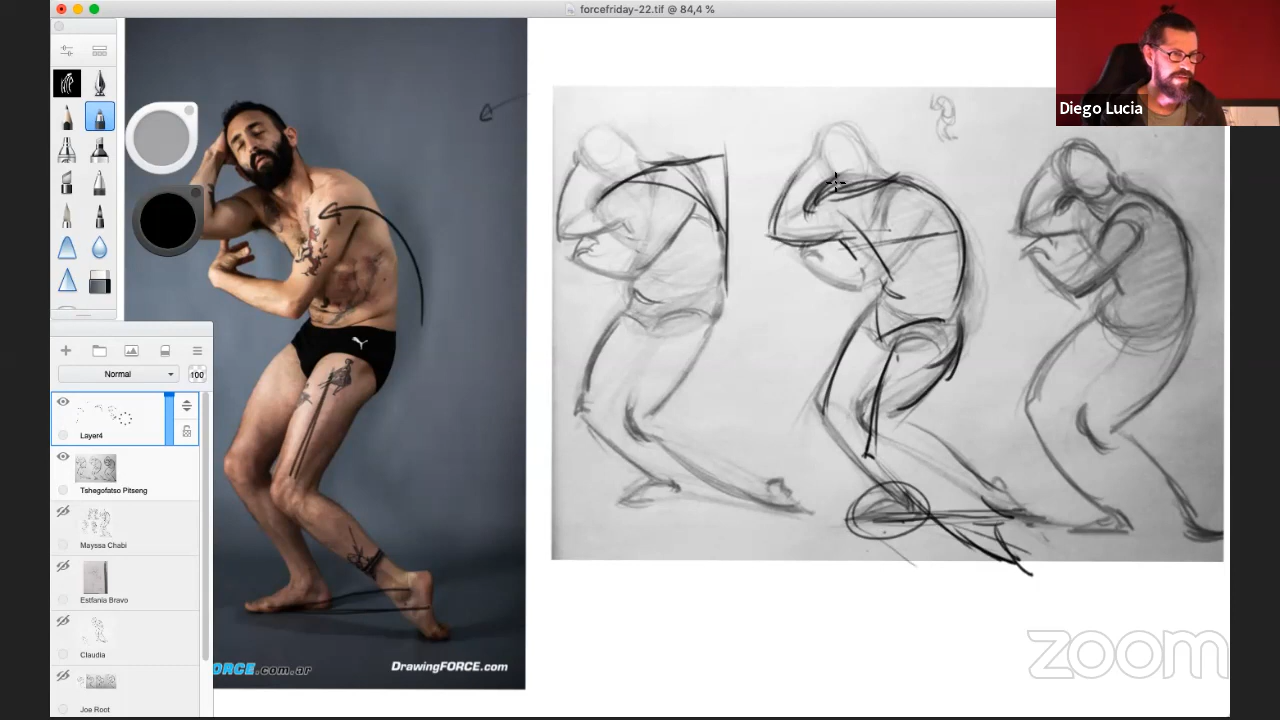 forcefriday-22.tif @ 84,4 %
Diego Lucia
Normal
100
Layer4
Tshegofatso Pitseng
Mayssa Chabi
Estfania Bravo
Claudia
Joe Root
ORCE.com.ar
DrawingFORCE.com
zoom